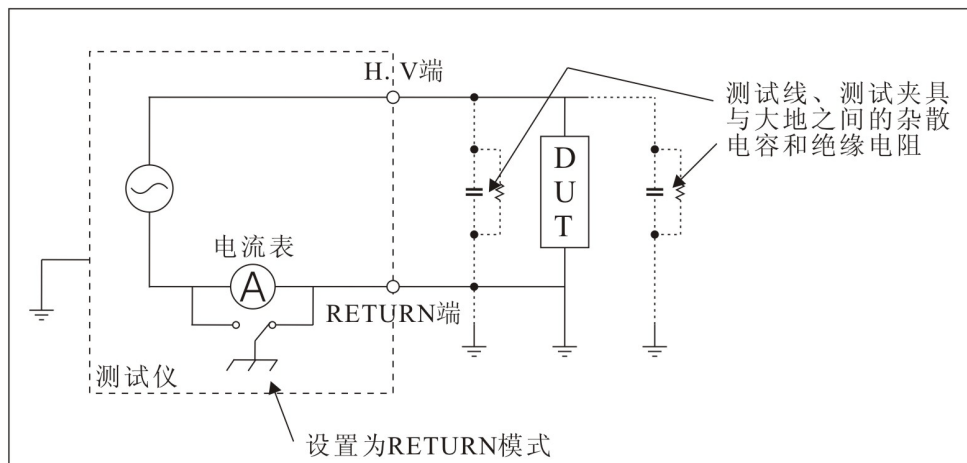 H. V端
测试线、测试夹具
与大地之间的杂散
电容和绝缘电阻
D
U
T
电流表
A
RETURN端
测试仪
设置为RETURN模式